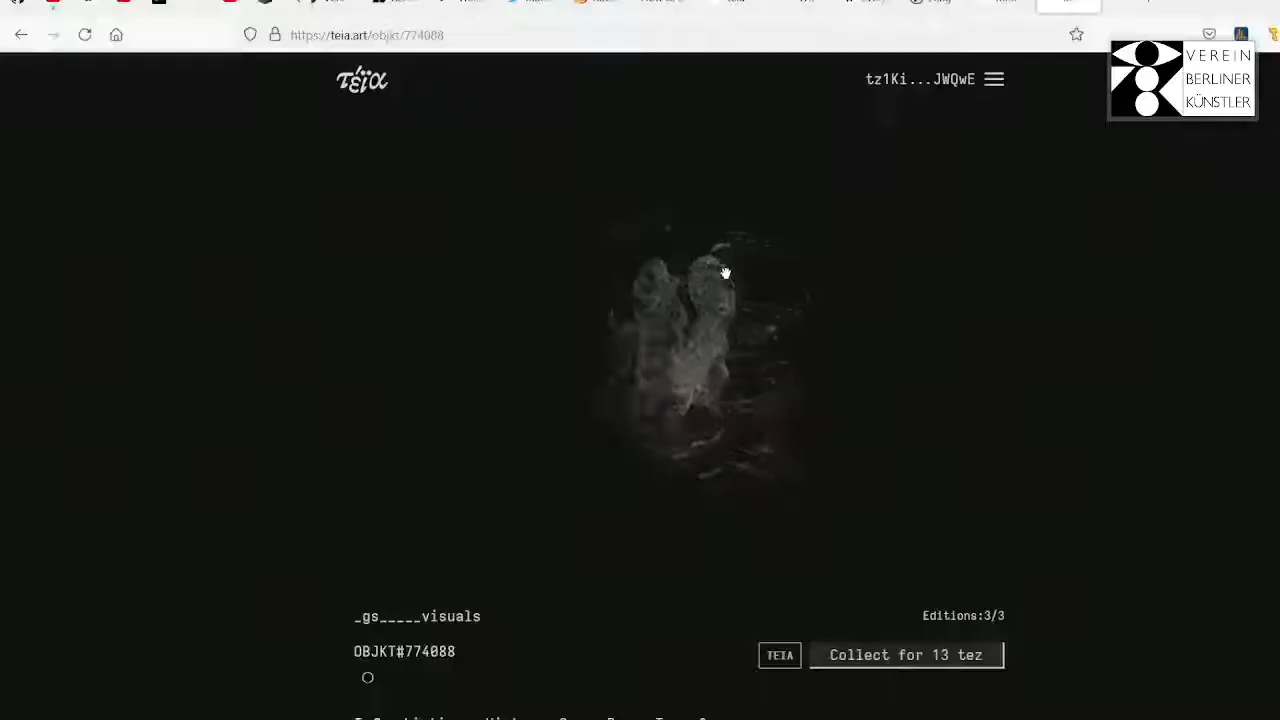 https://teia.art/objkt/774088
VEREIN
BERLINER
KÜNSTLER
τέϊα
tz1Ki...JWQwE
_gs_____visuals
Editions:3/3
OBJKT#774088
TEIA
Collect for 13 tez